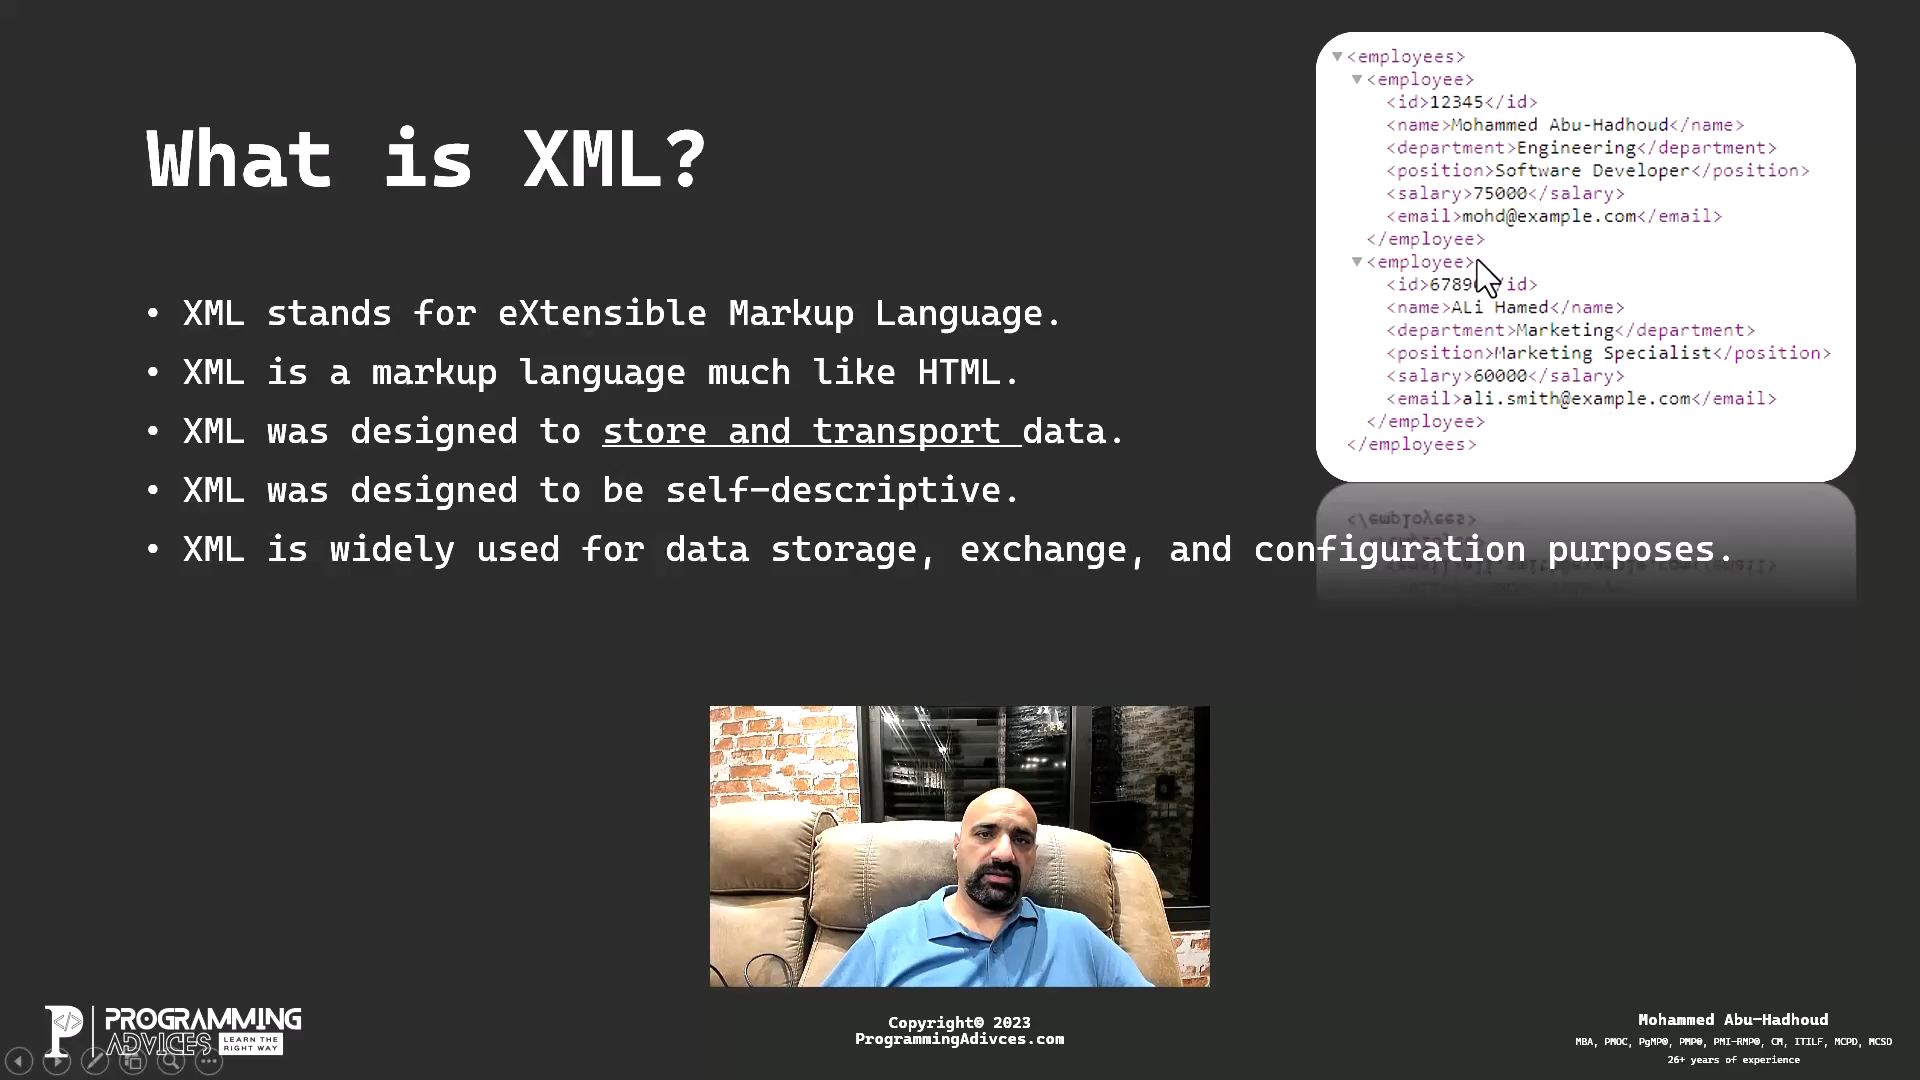 What is XML?
• XML stands for eXtensible Markup Language.
• XML is a markup language much like HTML.
• XML was designed to store and transport data.
• XML was designed to be self-descriptive.
• XML is widely used for data storage, exchange, and configuration purposes.
<employees>
<employee>
<id>12345</id>
<name>Mohammed Abu-Hadhoud</name>
<department>Engineering</department>
<position>Software Developer</position>
<salary>75000</salary>
<email>mohd@example.com</email>
</employee>
<employee>
<id>6789 /id>
<name>ALi Hamed</name>
<department>Marketing</department>
<position>Marketing Specialist</position>
<salary>60000</salary>
<email>ali.smith@example.com</email>
</employee>
</employees>
PROGRAMMING
ADVICES
LEARN THE
RIGHT WAY
Copyright© 2023
ProgrammingAdivces.com
Mohammed Abu-Hadhoud
MBA, PMOC, PgMP®, PMP®, PMI-RMP®, CM, ITILF, MCPD, MCSD
26+ years of experience